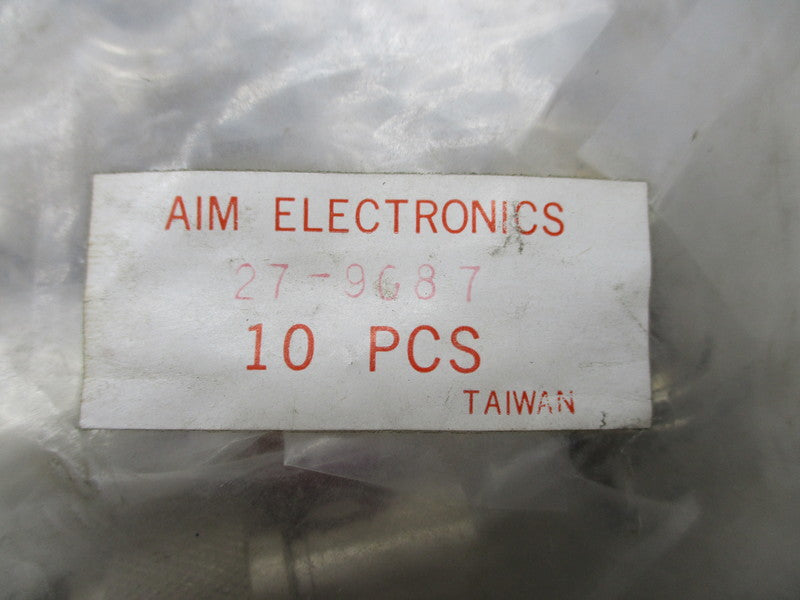 AIM ELECTRONICS
27-9687
10 PCS
TAIWAN